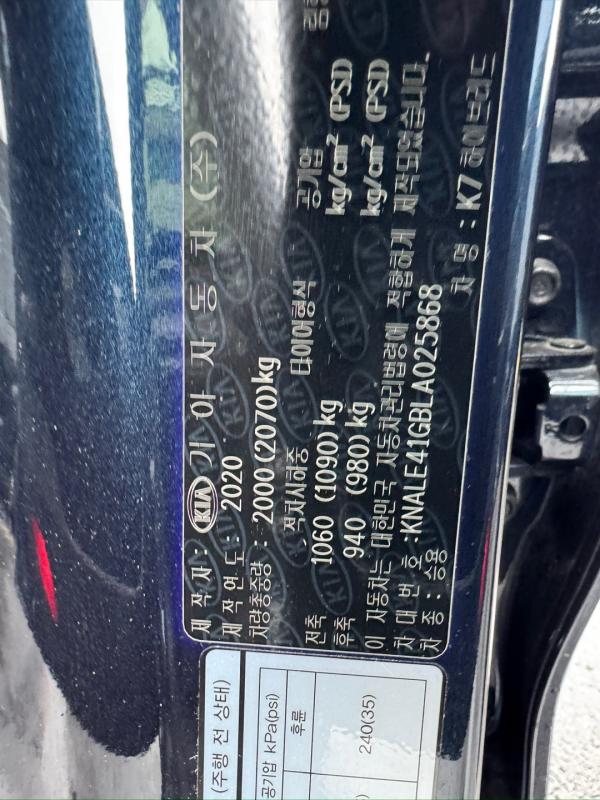 제 작 자 : KIA 기 아 자 동 차 (주)
제 작 연 도 : 2020
차량총중량 : 2000 (2070)kg
적차시하중 타이어형식 공기압
전축 1060 (1090)kg kg/cm² (PSI)
후축 940 (980)kg kg/cm² (PSI)
이 자동차는 대한민국 자동차관리법령에 적합하게 제작되었습니다.
차 대 번 호 :KNALE41GBLA025868
차 종 : 승용 차 명 : K7 하이브리드
(주행 전 상태)
공기압 kPa(psi)
후륜
240(35)